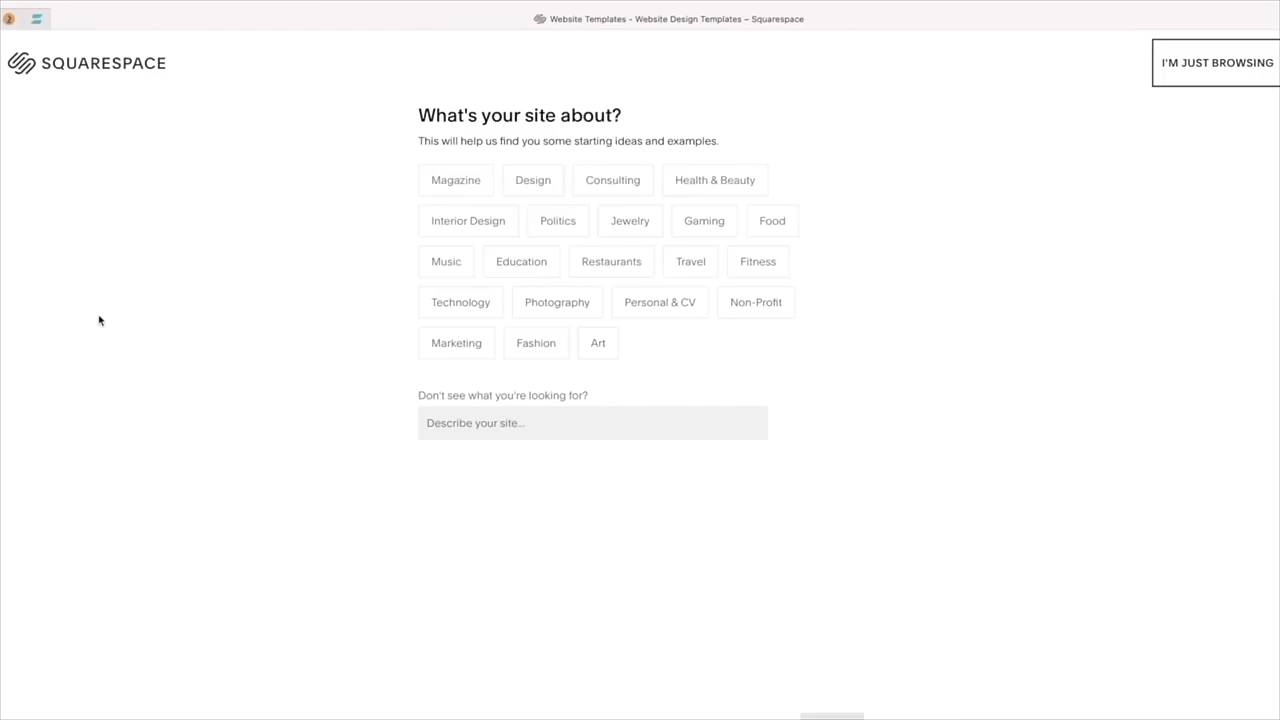 Website Templates - Website Design Templates – Squarespace
SQUARESPACE
I'M JUST BROWSING
What's your site about?
This will help us find you some starting ideas and examples.
Magazine Design Consulting Health & Beauty
Interior Design Politics Jewelry Gaming Food
Music Education Restaurants Travel Fitness
Technology Photography Personal & CV Non-Profit
Marketing Fashion Art
Don't see what you're looking for?
Describe your site...